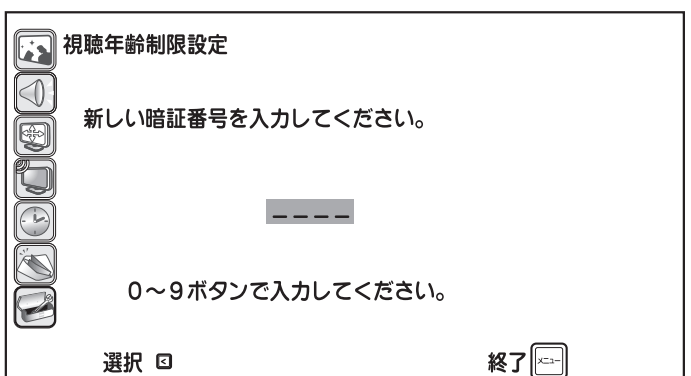 視聴年齢制限設定
新しい暗証番号を入力してください。
_ _ _ _
0～9ボタンで入力してください。
選択 <
終了 メニュー